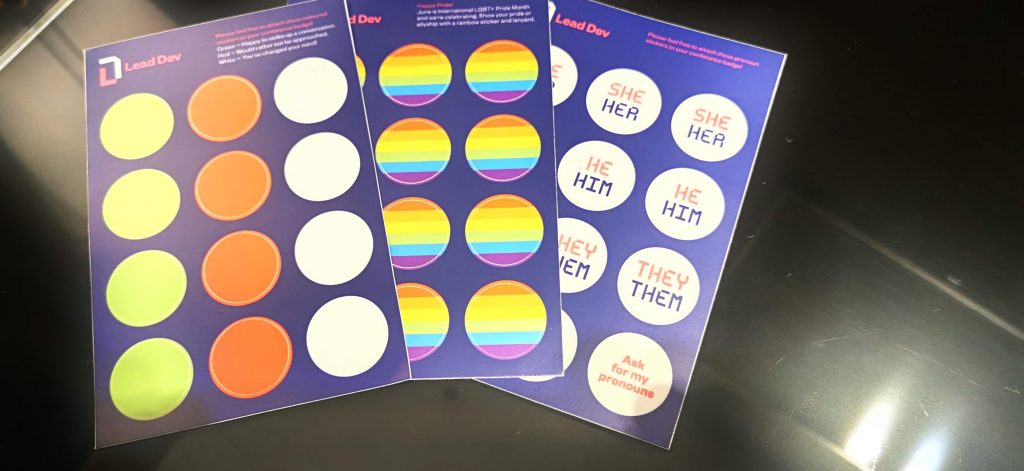 Lead Dev
Please feel free to attach these coloured
stickers to your conference badge!
Green – Happy to strike up a conversation
Red – Would rather not be approached.
White – You've changed your mind!
Happy Pride!
June is International LGBT+ Pride Month
and we're celebrating. Show your pride or
allyship with a rainbow sticker and lanyard.
Lead Dev
Please feel free to attach these pronoun
stickers to your conference badge!
SHE
HER
SHE
HER
HE
HIM
HE
HIM
HEY
HEM
THEY
THEM
Ask
for my
pronouns